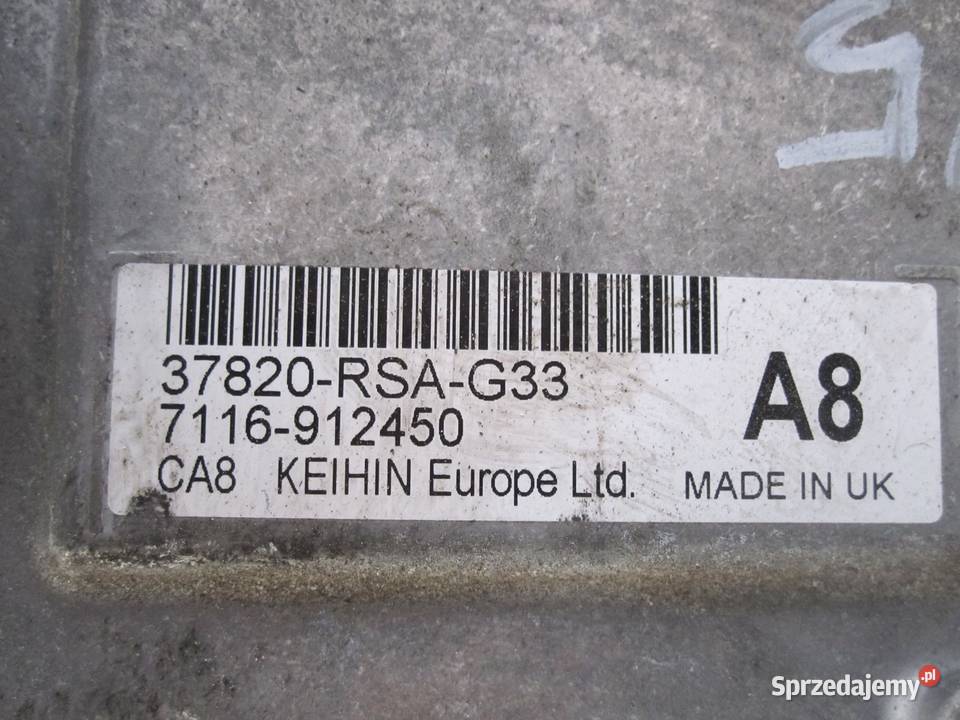 37820-RSA-G33
7116-912450
A8
CA8 KEIHIN Europe Ltd. MADE IN UK
Sprzedajemy.pl